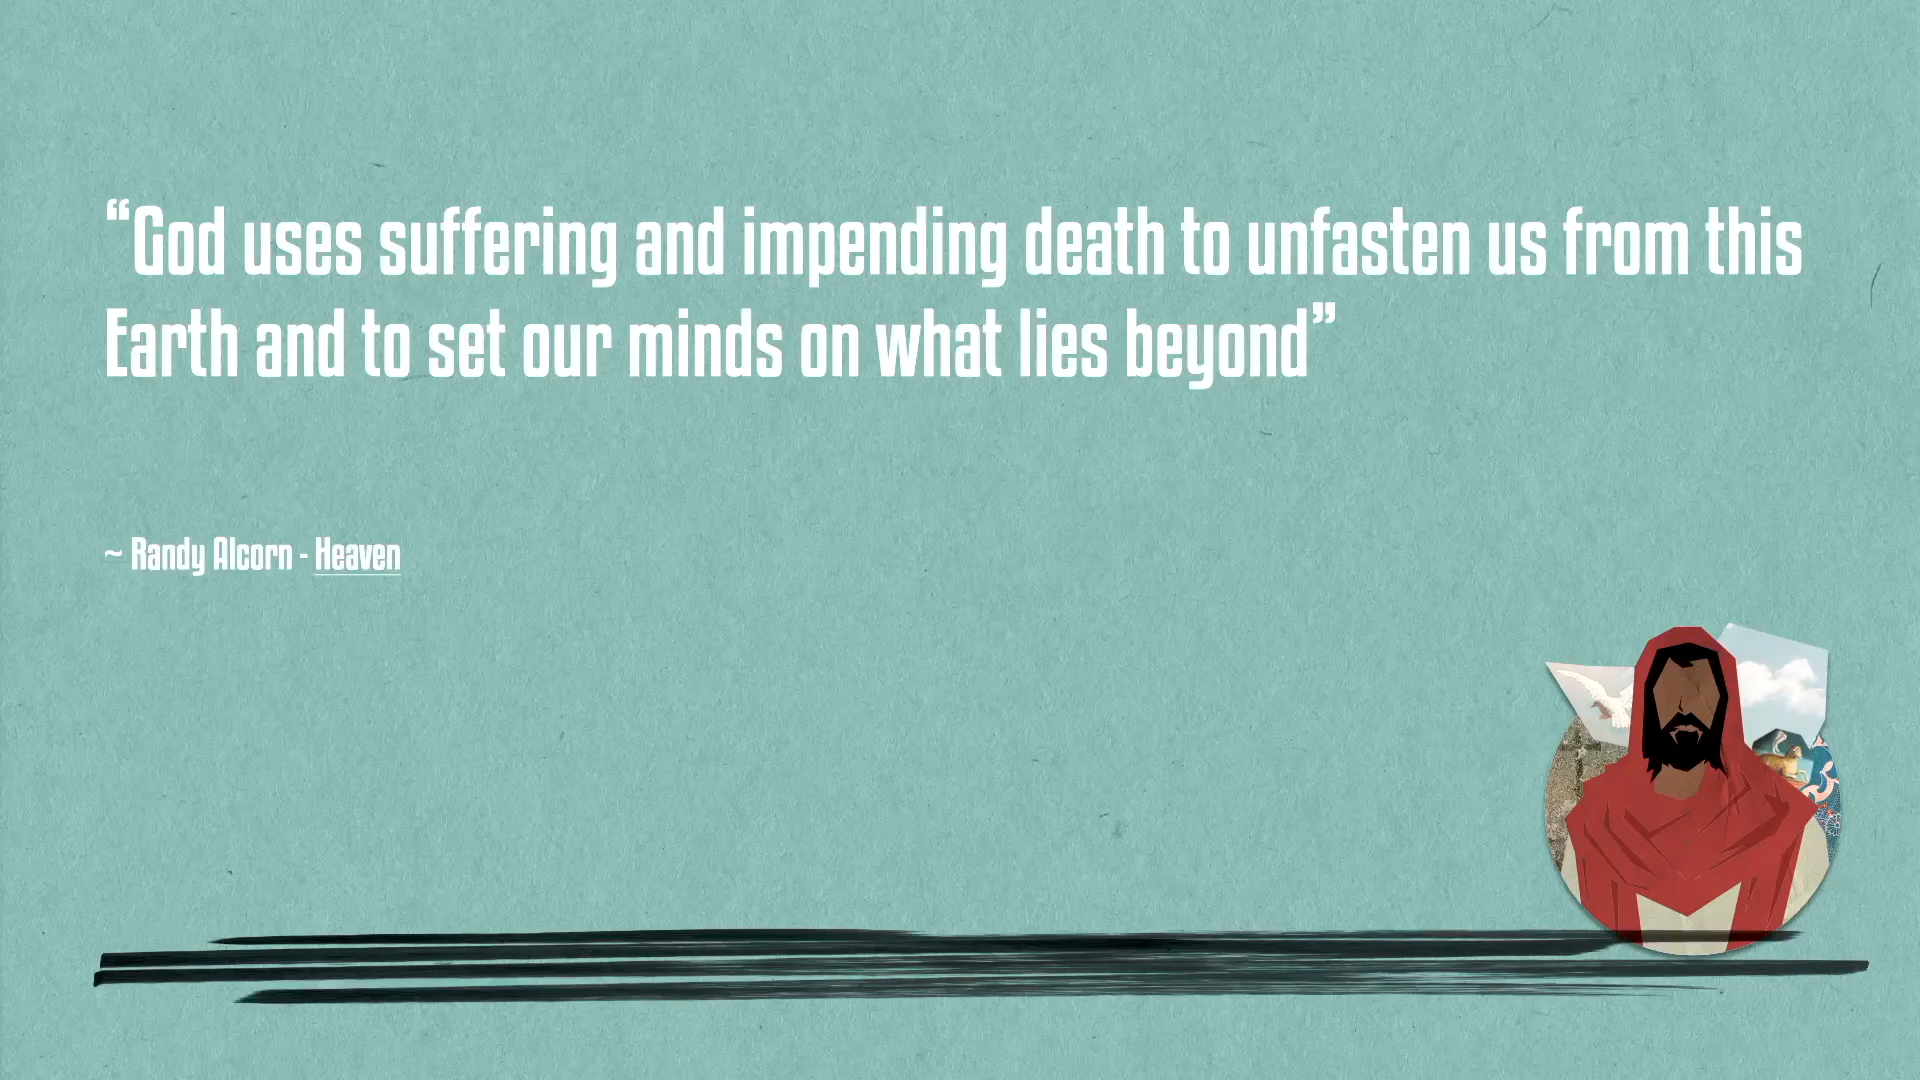 “God uses suffering and impending death to unfasten us from this
Earth and to set our minds on what lies beyond”
~ Randy Alcorn - Heaven